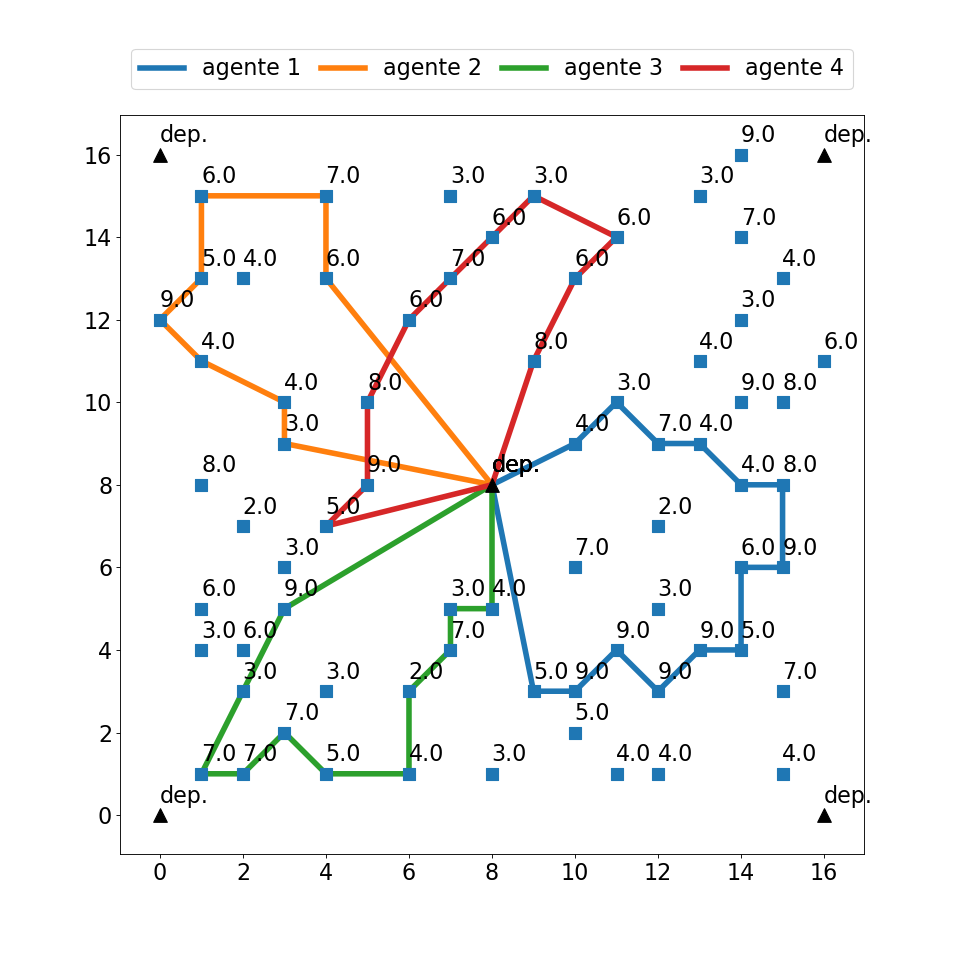 agente 1 agente 2 agente 3 agente 4
dep. 9.0 dep.
16
6.0 7.0 3.0 3.0 3.0
6.0 6.0 7.0
14
5.0 4.0 6.0 7.0 6.0 4.0
9.0 6.0 3.0
12
4.0 8.0 4.0 6.0
4.0 8.0 3.0 9.0 8.0
10
3.0 4.0 7.0 4.0
8.0 9.0 dep. 4.0 8.0
8
2.0 5.0 2.0
3.0 7.0 6.0 9.0
6
6.0 9.0 3.0 4.0 3.0
3.0 6.0 7.0 9.0 9.0 5.0
4
3.0 3.0 2.0 5.0 9.0 9.0 7.0
7.0 5.0
2
7.0 7.0 5.0 4.0 3.0 4.0 4.0 4.0
dep. dep.
0
0 2 4 6 8 10 12 14 16